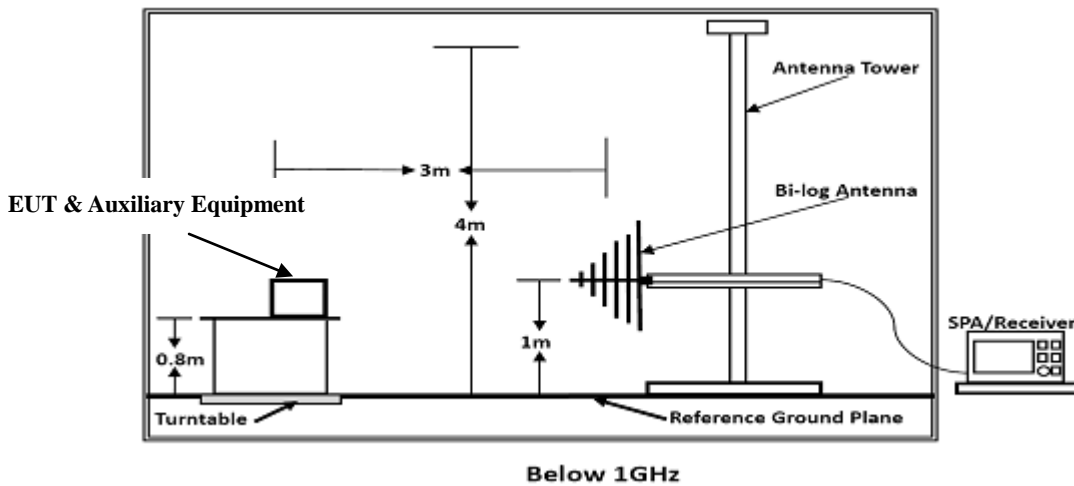 Antenna Tower
3m
Bi-log Antenna
EUT & Auxiliary Equipment
4m
SPA/Receiver
1m
0.8m
Turntable
Reference Ground Plane
Below 1GHz